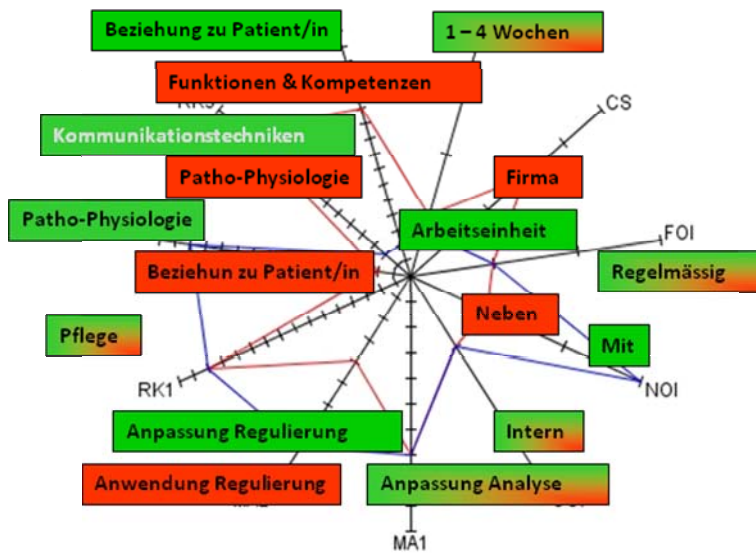 Beziehung zu Patient/in
1 – 4 Wochen
Funktionen & Kompetenzen
CS
Kommunikationstechniken
Patho-Physiologie
Firma
Patho-Physiologie
Arbeitseinheit
FOI
Beziehun zu Patient/in
Regelmässig
Neben
Pflege
Mit
RK1
NOI
Anpassung Regulierung
Intern
Anwendung Regulierung
Anpassung Analyse
MA1